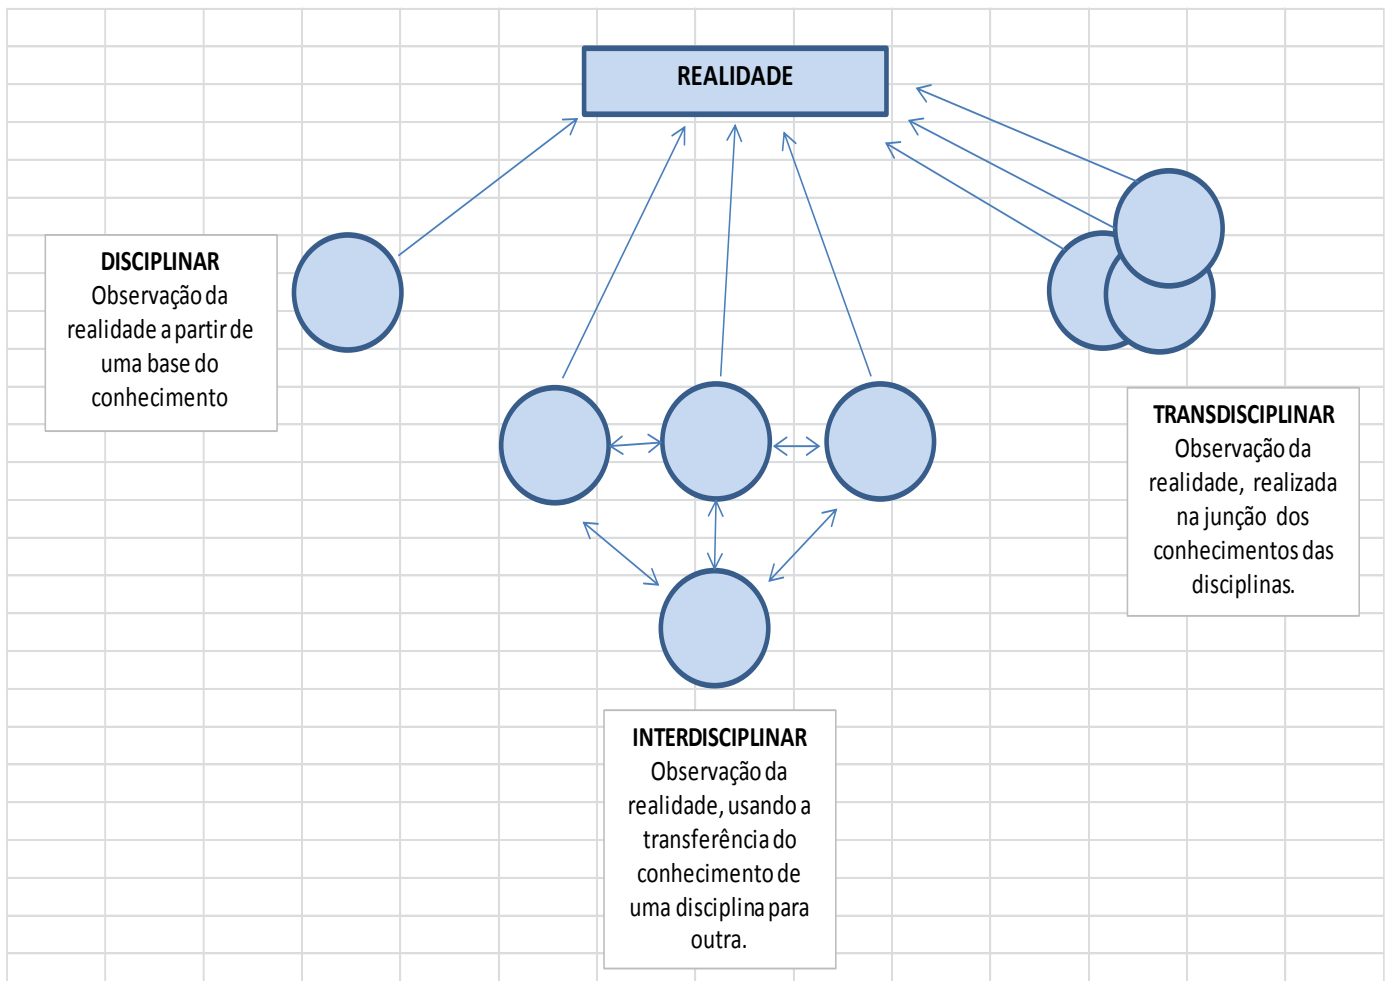 REALIDADE
DISCIPLINAR
Observação da
realidade a partir de
uma base do
conhecimento
TRANSDISCIPLINAR
Observação da
realidade, realizada
na junção dos
conhecimentos das
disciplinas.
INTERDISCIPLINAR
Observação da
realidade, usando a
transferência do
conhecimento de
uma disciplina para
outra.